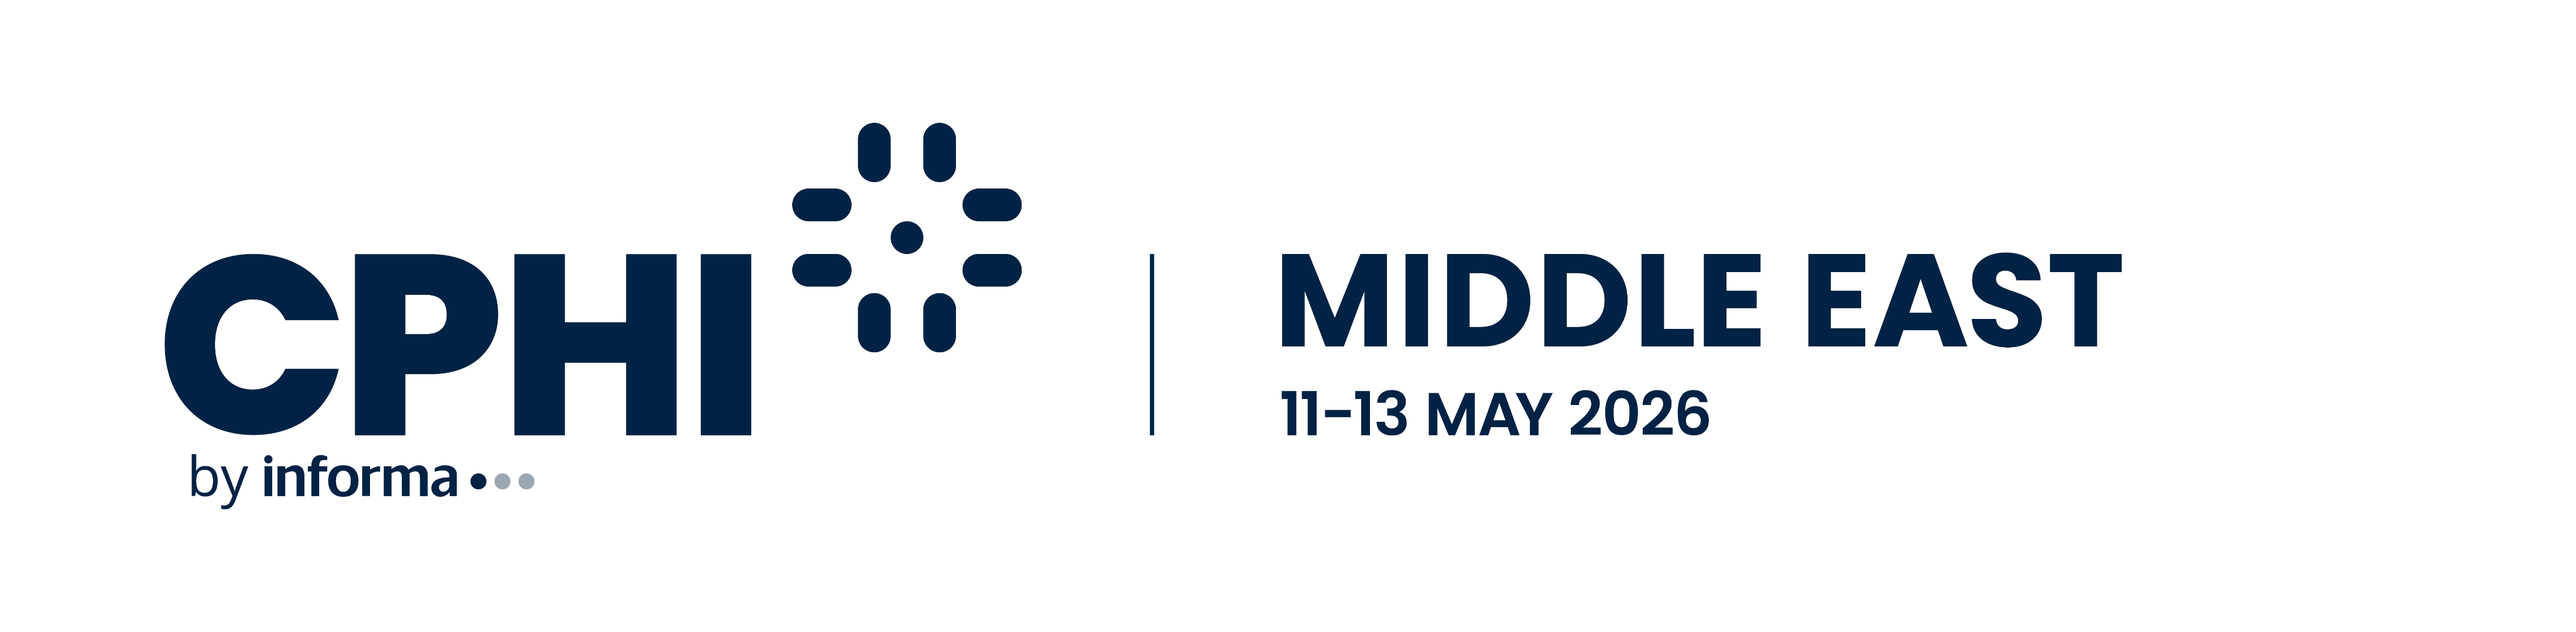 CPHI
by informa
MIDDLE EAST
11–13 MAY 2026